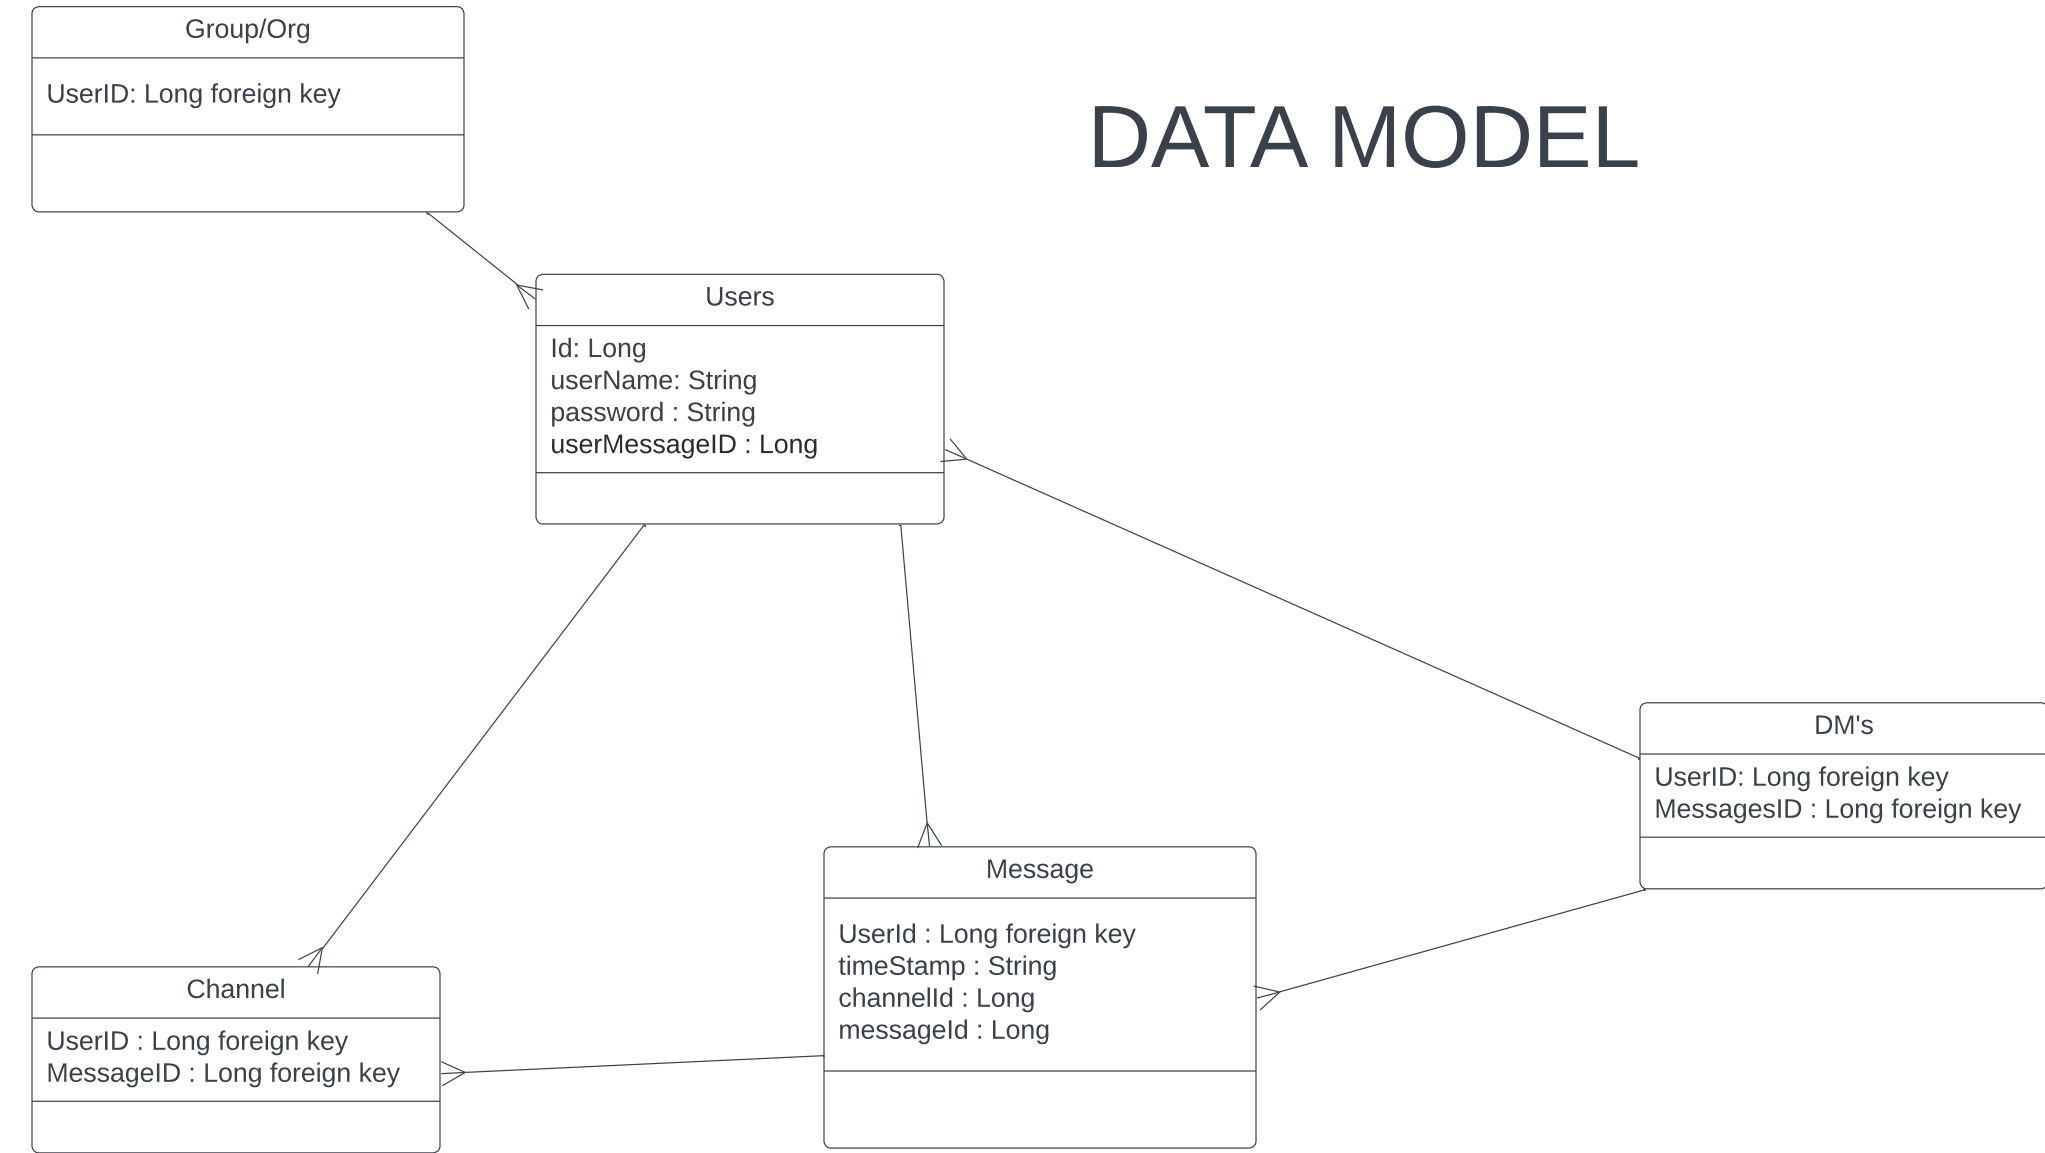 Group/Org
UserID: Long foreign key
DATA MODEL
Users
Id: Long
userName: String
password : String
userMessageID : Long
DM's
UserID: Long foreign key
MessagesID : Long foreign key
Message
UserId : Long foreign key
timeStamp : String
channelId : Long
messageId : Long
Channel
UserID : Long foreign key
MessageID : Long foreign key